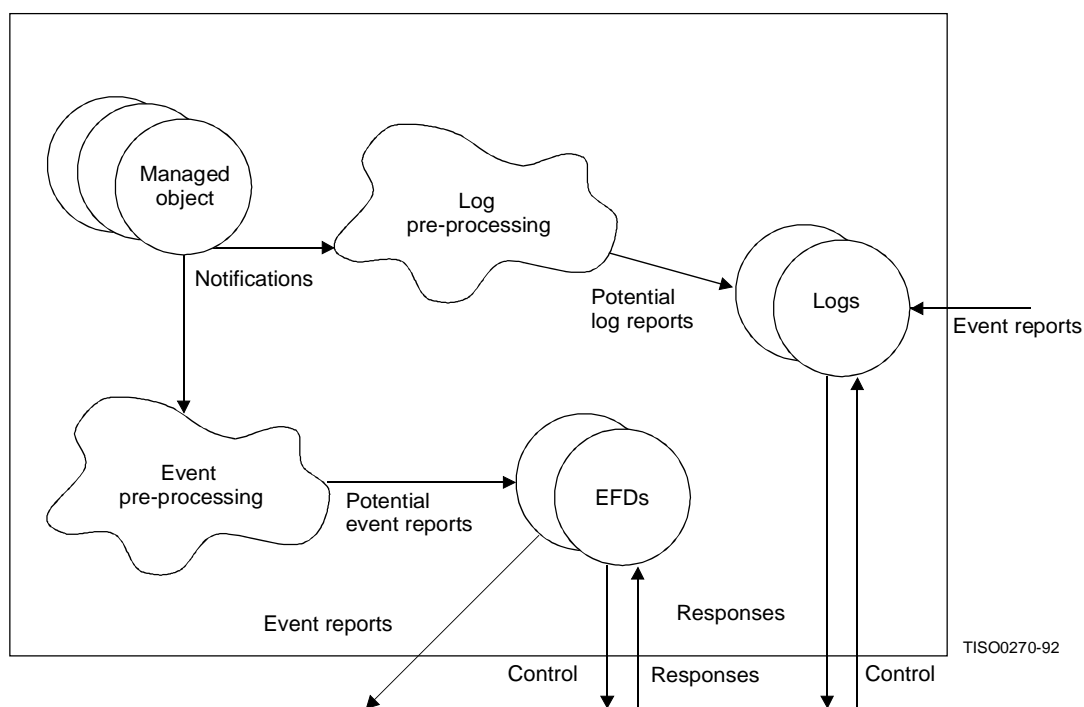 Managed
object
Log
pre-processing
Notifications
Potential
log reports
Logs
Event reports
Event
pre-processing
Potential
event reports
EFDs
Event reports
Responses
Control
Responses
Control
TISO0270-92